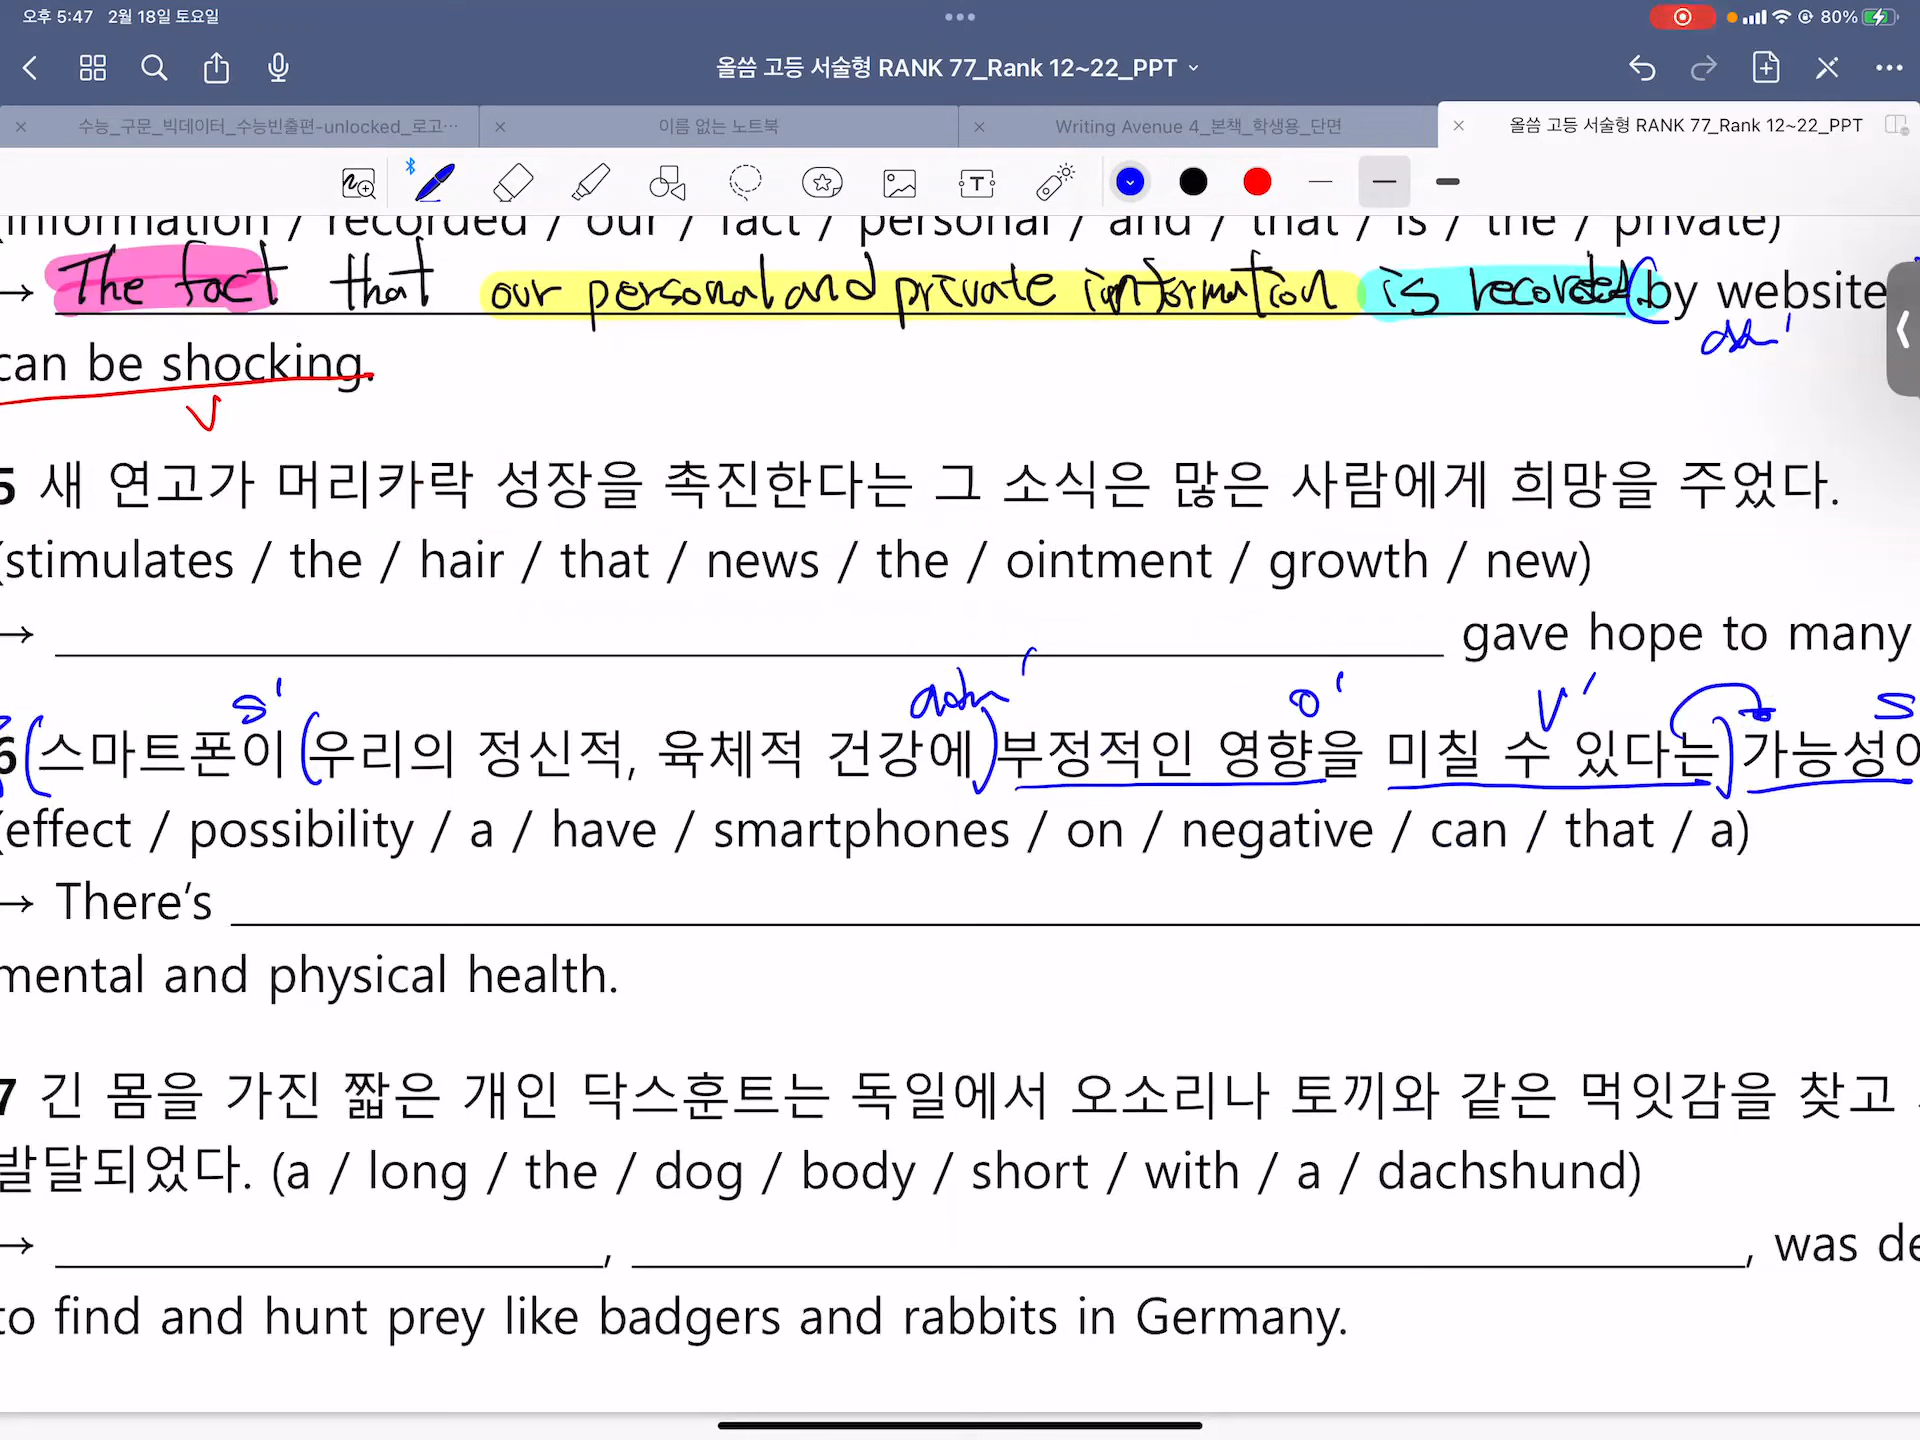 오후 5:47 2월 18일 토요일
80%
올씀 고등 서술형 RANK 77_Rank 12~22_PPT
수능_구문_빅데이터_수능빈출편-unlocked_로고…
이름 없는 노트북
Writing Avenue 4_본책_학생용_단면
올씀 고등 서술형 RANK 77_Rank 12~22_PPT
(information / recorded / our / fact / personal / and / that / is / the / private)
→ The fact that our personal and private information is recorded by website
can be shocking.
V
5 새 연고가 머리카락 성장을 촉진한다는 그 소식은 많은 사람에게 희망을 주었다.
(stimulates / the / hair / that / news / the / ointment / growth / new)
→ gave hope to many
S' O' V' S
6 스마트폰이 (우리의 정신적, 육체적 건강에) 부정적인 영향을 미칠 수 있다는) 가능성이
(effect / possibility / a / have / smartphones / on / negative / can / that / a)
→ There's
mental and physical health.
7 긴 몸을 가진 짧은 개인 닥스훈트는 독일에서 오소리나 토끼와 같은 먹잇감을 찾고
발달되었다. (a / long / the / dog / body / short / with / a / dachshund)
→ , , was de
to find and hunt prey like badgers and rabbits in Germany.